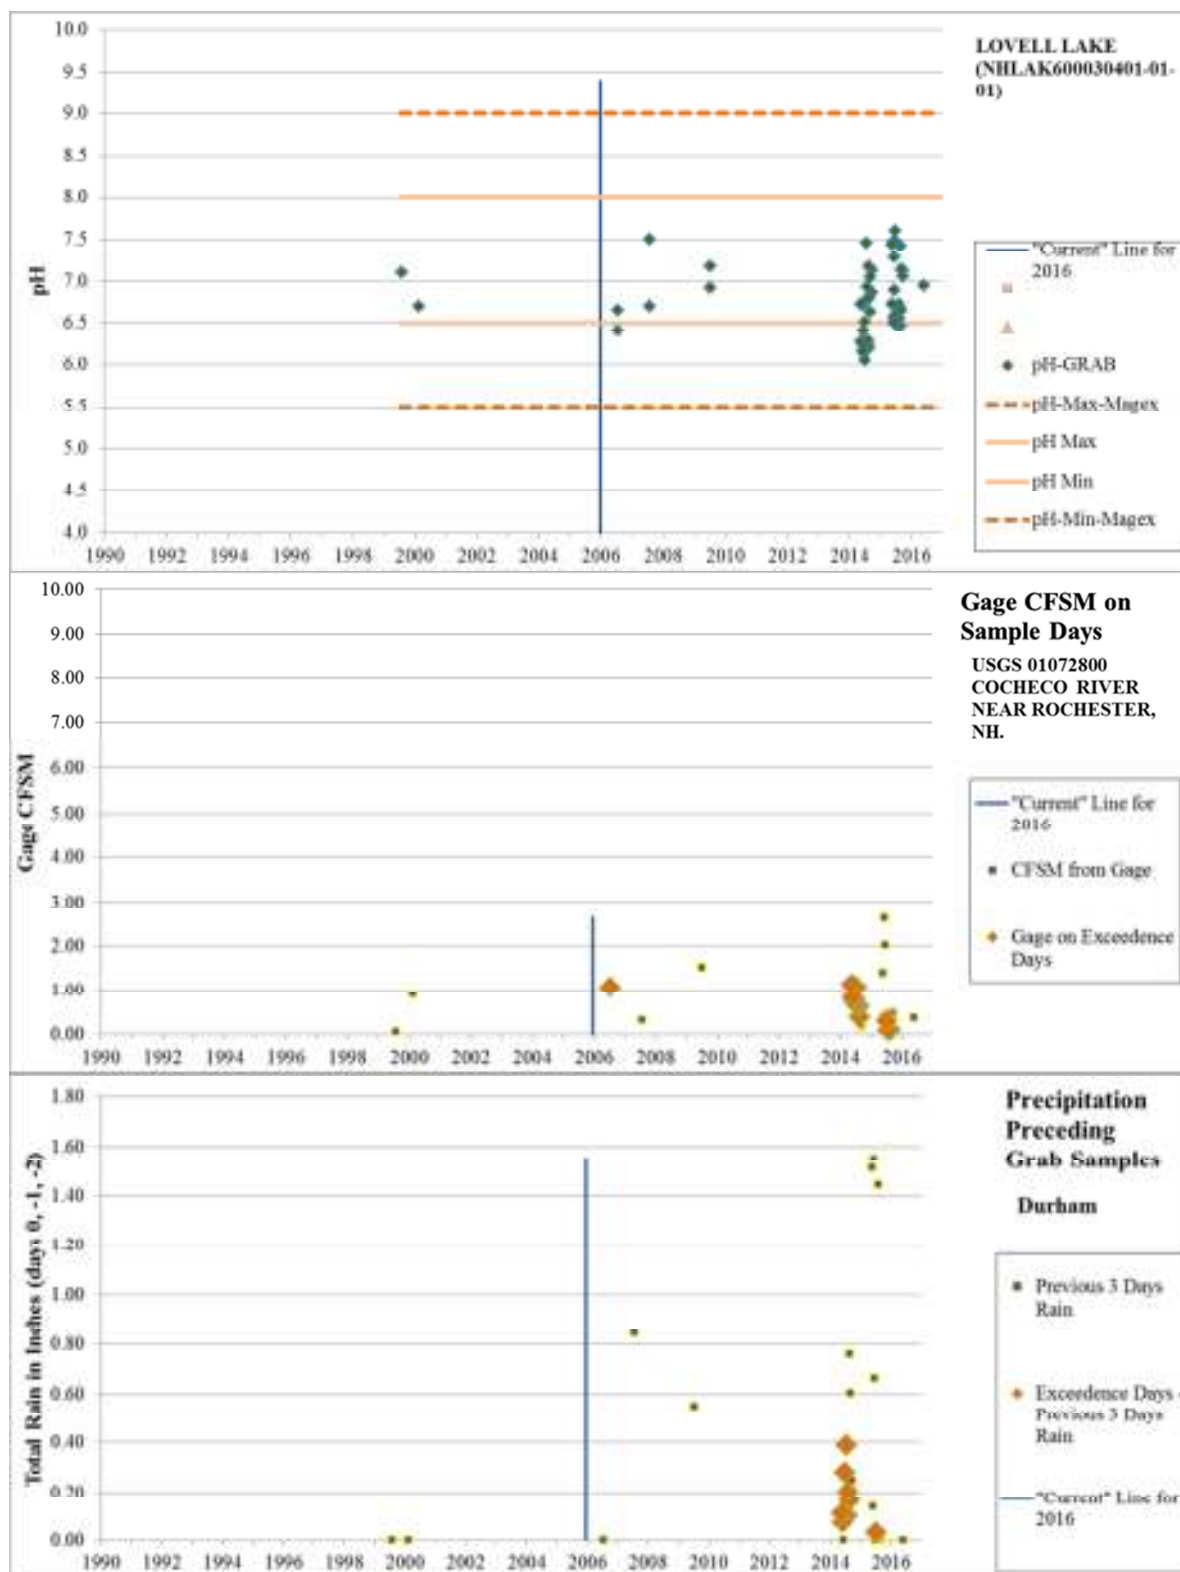 10.0
9.5
9.0
8.5
8.0
7.5
7.0
6.5
6.0
5.5
5.0
4.5
4.0
pH
1990 1992 1994 1996 1998 2000 2002 2004 2006 2008 2010 2012 2014 2016
LOVELL LAKE
(NHLAK600030401-01-
01)
"Current" Line for
2016
pH-GRAB
pH-Max-Magex
pH Max
pH Min
pH-Min-Magex
10.00
9.00
8.00
7.00
6.00
5.00
4.00
3.00
2.00
1.00
0.00
Gage CFSM
1990 1992 1994 1996 1998 2000 2002 2004 2006 2008 2010 2012 2014 2016
Gage CFSM on
Sample Days
USGS 01072800
COCHECO RIVER
NEAR ROCHESTER,
NH.
"Current" Line for
2016
CFSM from Gage
Gage on Exceedence
Days
1.80
1.60
1.40
1.20
1.00
0.80
0.60
0.40
0.20
0.00
Total Rain in Inches (days 0, -1, -2)
1990 1992 1994 1996 1998 2000 2002 2004 2006 2008 2010 2012 2014 2016
Precipitation
Preceding
Grab Samples
Durham
Previous 3 Days
Rain
Exceedence Days -
Previous 3 Days
Rain
"Current" Line for
2016